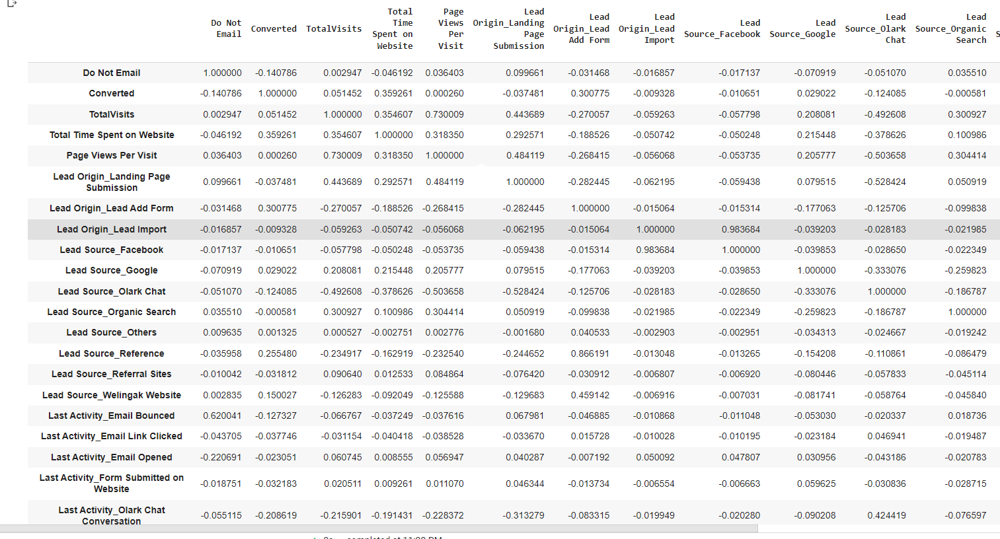 Do Not Email Converted TotalVisits Total Time Spent on Website Page Views Per Visit Lead Origin_Landing Page Submission Lead Origin_Lead Add Form Lead Origin_Lead Import Lead Source_Facebook Lead Source_Google Lead Source_Olark Chat Lead Source_Organic Search
Do Not Email 1.000000 -0.140786 0.002947 -0.046192 0.036403 0.099661 -0.031468 -0.016857 -0.017137 -0.070919 -0.051070 0.035510
Converted -0.140786 1.000000 0.051452 0.359261 0.000260 -0.037481 0.300775 -0.009328 -0.010651 0.029022 -0.124085 -0.000581
TotalVisits 0.002947 0.051452 1.000000 0.354607 0.730009 0.443689 -0.270057 -0.059263 -0.057798 0.208081 -0.492608 0.300927
Total Time Spent on Website -0.046192 0.359261 0.354607 1.000000 0.318350 0.292571 -0.188526 -0.050742 -0.050248 0.215448 -0.378626 0.100986
Page Views Per Visit 0.036403 0.000260 0.730009 0.318350 1.000000 0.484119 -0.268415 -0.056068 -0.053735 0.205777 -0.503658 0.304414
Lead Origin_Landing Page Submission 0.099661 -0.037481 0.443689 0.292571 0.484119 1.000000 -0.282445 -0.062195 -0.059438 0.079515 -0.528424 0.050919
Lead Origin_Lead Add Form -0.031468 0.300775 -0.270057 -0.188526 -0.268415 -0.282445 1.000000 -0.015064 -0.015314 -0.177063 -0.125706 -0.099838
Lead Origin_Lead Import -0.016857 -0.009328 -0.059263 -0.050742 -0.056068 -0.062195 -0.015064 1.000000 0.983684 -0.039203 -0.028183 -0.021985
Lead Source_Facebook -0.017137 -0.010651 -0.057798 -0.050248 -0.053735 -0.059438 -0.015314 0.983684 1.000000 -0.039853 -0.028650 -0.022349
Lead Source_Google -0.070919 0.029022 0.208081 0.215448 0.205777 0.079515 -0.177063 -0.039203 -0.039853 1.000000 -0.333076 -0.259823
Lead Source_Olark Chat -0.051070 -0.124085 -0.492608 -0.378626 -0.503658 -0.528424 -0.125706 -0.028183 -0.028650 -0.333076 1.000000 -0.186787
Lead Source_Organic Search 0.035510 -0.000581 0.300927 0.100986 0.304414 0.050919 -0.099838 -0.021985 -0.022349 -0.259823 -0.186787 1.000000
Lead Source_Others 0.009635 0.001325 0.000527 -0.002751 0.002776 -0.001680 0.040533 -0.002903 -0.002951 -0.034313 -0.024667 -0.019242
Lead Source_Reference -0.035958 0.255480 -0.234917 -0.162919 -0.232540 -0.244652 0.866191 -0.013048 -0.013265 -0.154208 -0.110861 -0.086479
Lead Source_Referral Sites -0.010042 -0.031812 0.090640 0.012533 0.084864 -0.076420 -0.030912 -0.006807 -0.006920 -0.080446 -0.057833 -0.045114
Lead Source_Welingak Website 0.002835 0.150027 -0.126283 -0.092049 -0.125588 -0.129683 0.459142 -0.006916 -0.007031 -0.081741 -0.058764 -0.045840
Last Activity_Email Bounced 0.620041 -0.127327 -0.066767 -0.037249 -0.037616 0.067981 -0.046885 -0.010868 -0.011048 -0.053030 -0.020337 0.018736
Last Activity_Email Link Clicked -0.043705 -0.037746 -0.031154 -0.040418 -0.038528 -0.033670 0.015728 -0.010028 -0.010195 -0.023184 0.046941 -0.019487
Last Activity_Email Opened -0.220691 -0.023051 0.060745 0.008555 0.056947 0.040287 -0.007192 0.050092 0.047807 0.030956 -0.043186 -0.020783
Last Activity_Form Submitted on Website -0.018751 -0.032183 0.020511 0.009261 0.011070 0.046344 -0.013734 -0.006554 -0.006663 0.059625 -0.030836 -0.028715
Last Activity_Olark Chat Conversation -0.055115 -0.208619 -0.215901 -0.191431 -0.228372 -0.313279 -0.083315 -0.019949 -0.020280 -0.090208 0.424419 -0.076597